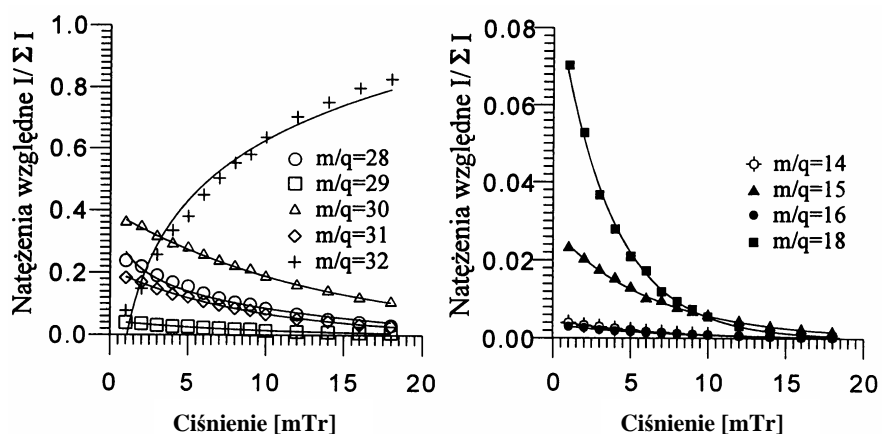 Natężenia względne I/ΣI
1.0
0.8
0.6
0.4
0.2
0.0
m/q=28
m/q=29
m/q=30
m/q=31
m/q=32
0 5 10 15 20
Ciśnienie [mTr]
Natężenia względne I/ΣI
0.08
0.06
0.04
0.02
0.00
m/q=14
m/q=15
m/q=16
m/q=18
0 5 10 15 20
Ciśnienie [mTr]